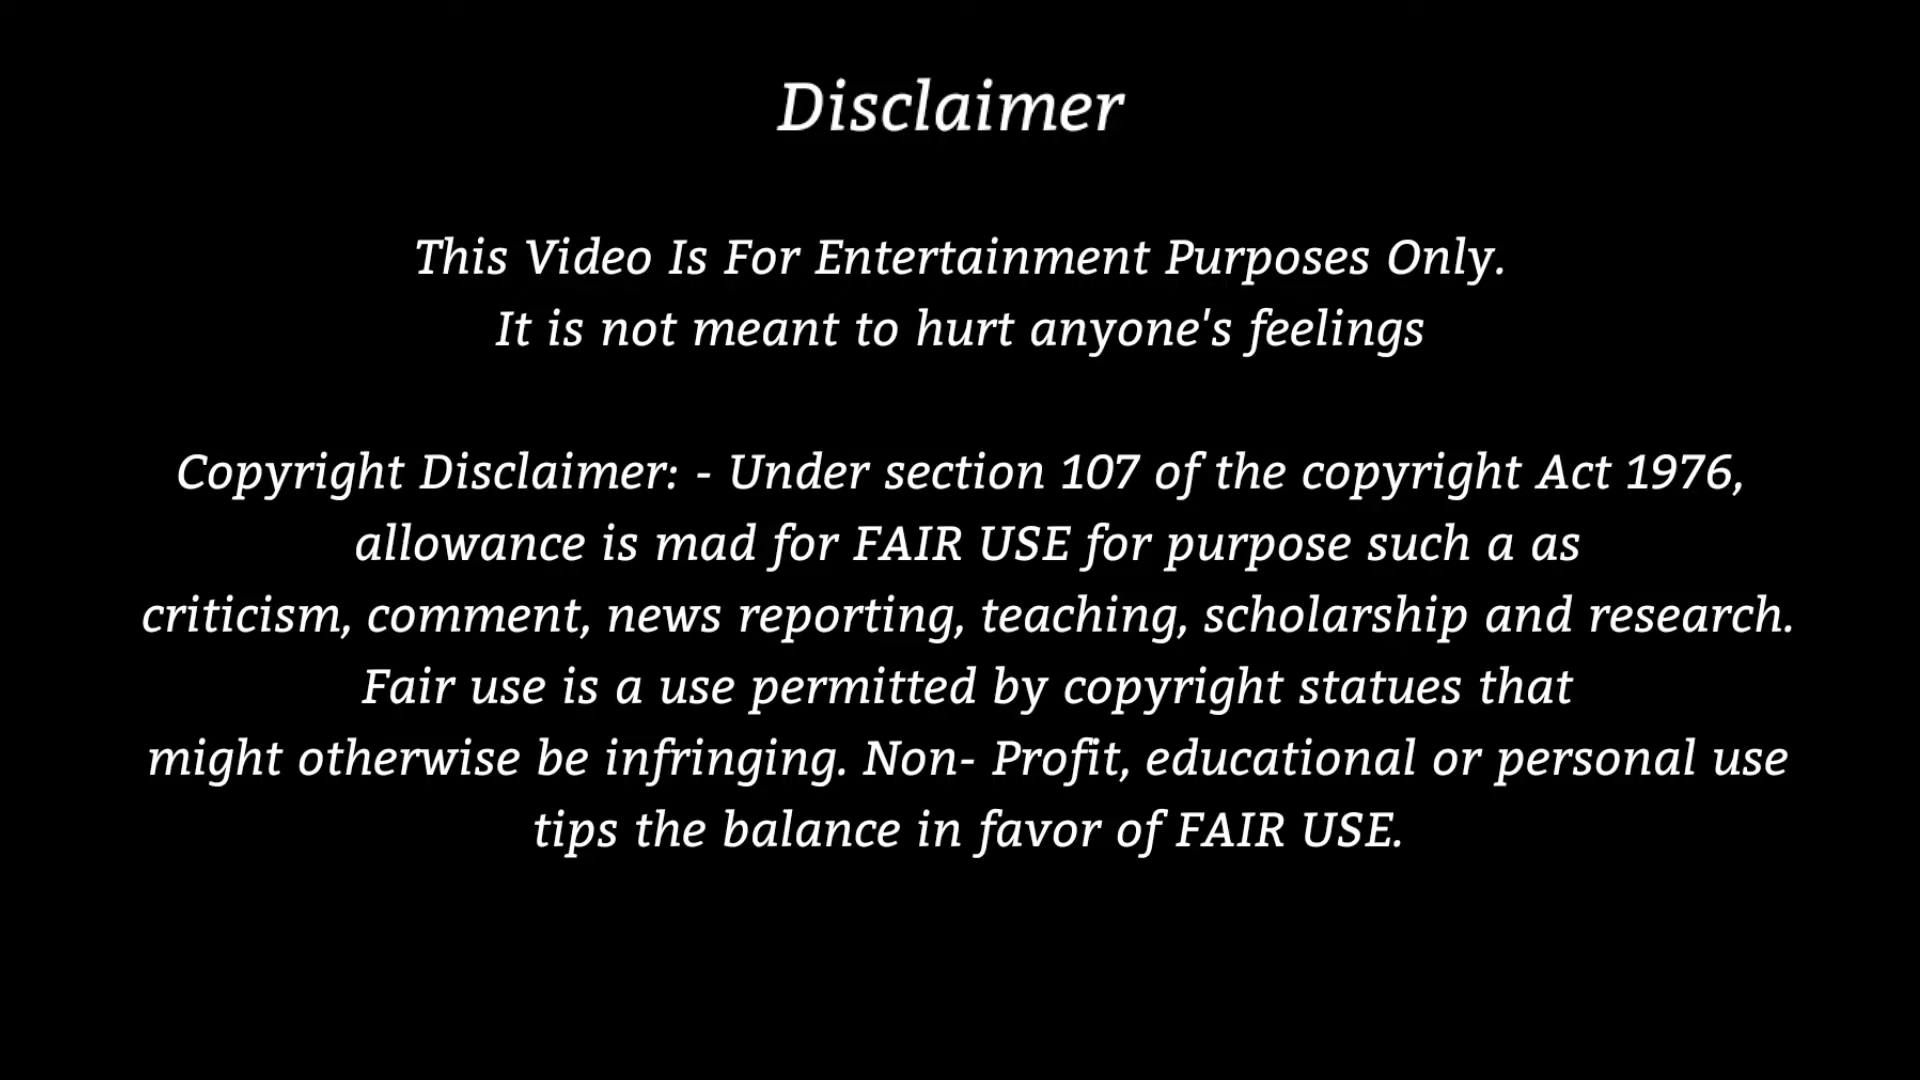 Disclaimer
This Video Is For Entertainment Purposes Only.
It is not meant to hurt anyone's feelings
Copyright Disclaimer: - Under section 107 of the copyright Act 1976,
allowance is mad for FAIR USE for purpose such a as
criticism, comment, news reporting, teaching, scholarship and research.
Fair use is a use permitted by copyright statues that
might otherwise be infringing. Non- Profit, educational or personal use
tips the balance in favor of FAIR USE.